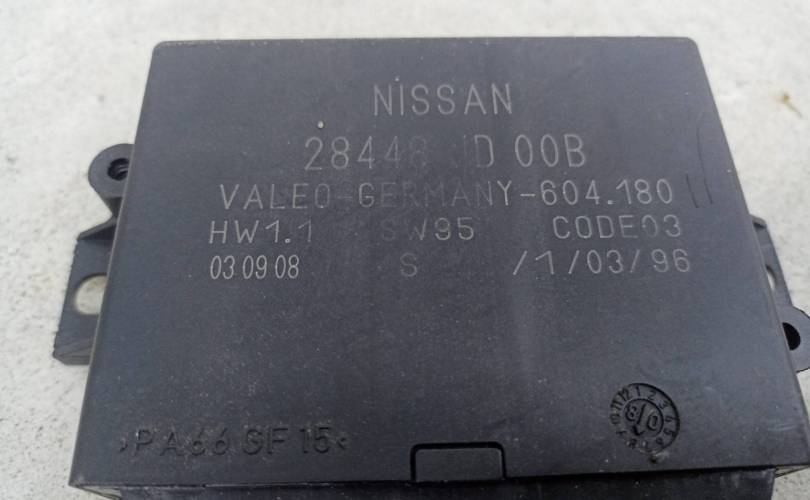 NISSAN
28448 JD 00B
VALEO-GERMANY-604.180
HW1.1 SW95 CODE03
03 09 08 S /1/03/96
>PA66 GF15<